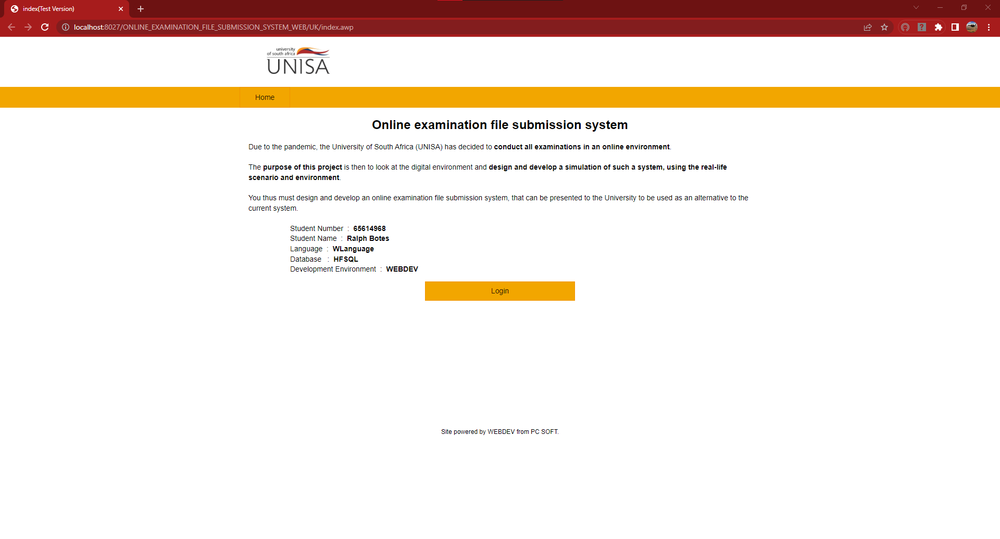 index(Test Version)
localhost:8027/ONLINE_EXAMINATION_FILE_SUBMISSION_SYSTEM_WEB/UK/index.awp
university
of south africa
UNISA
Home
Online examination file submission system
Due to the pandemic, the University of South Africa (UNISA) has decided to conduct all examinations in an online environment.
The purpose of this project is then to look at the digital environment and design and develop a simulation of such a system, using the real-life
scenario and environment.
You thus must design and develop an online examination file submission system, that can be presented to the University to be used as an alternative to the
current system.
Student Number : 65614968
Student Name : Ralph Botes
Language : WLanguage
Database : HFSQL
Development Environment : WEBDEV
Login
Site powered by WEBDEV from PC SOFT.